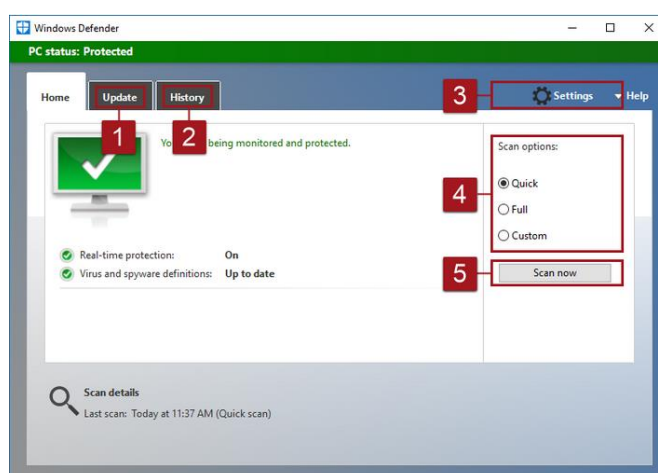 Windows Defender
PC status: Protected
Home
Update
History
3
Settings
Help
1
2
Yo being monitored and protected.
Scan options:
4
Quick
Full
Custom
Real-time protection: On
Virus and spyware definitions: Up to date
5
Scan now
Scan details
Last scan: Today at 11:37 AM (Quick scan)